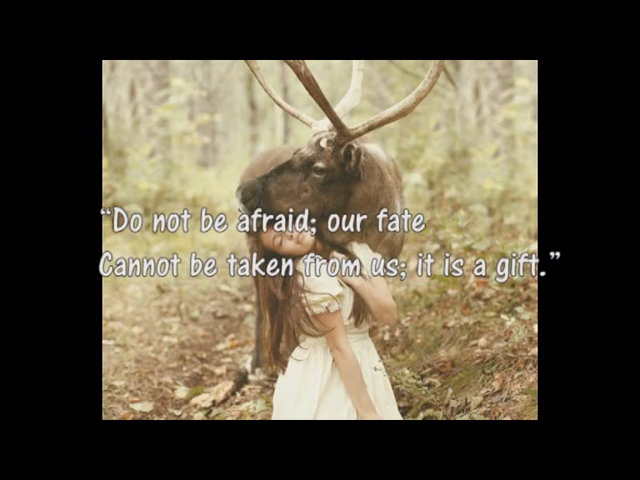 “Do not be afraid; our fate
Cannot be taken from us; it is a gift.”